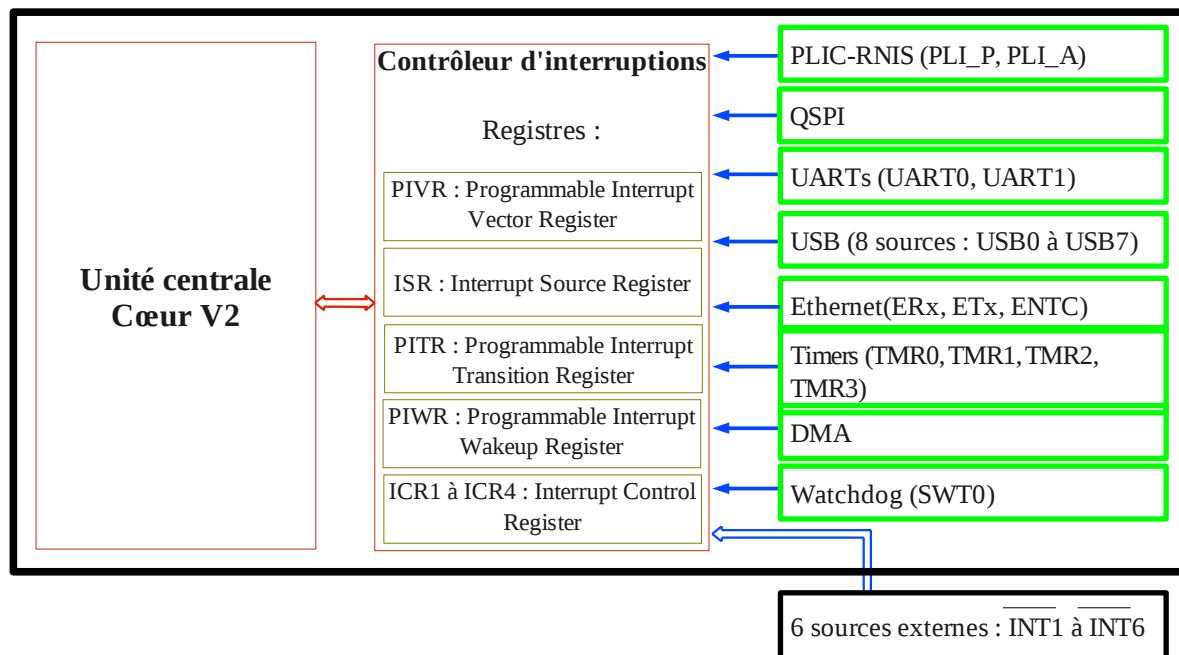 Unité centrale
Cœur V2
Contrôleur d'interruptions
Registres :
PIVR : Programmable Interrupt
Vector Register
ISR : Interrupt Source Register
PITR : Programmable Interrupt
Transition Register
PIWR : Programmable Interrupt
Wakeup Register
ICR1 à ICR4 : Interrupt Control
Register
PLIC-RNIS (PLI_P, PLI_A)
QSPI
UARTs (UART0, UART1)
USB (8 sources : USB0 à USB7)
Ethernet(ERx, ETx, ENTC)
Timers (TMR0, TMR1, TMR2,
TMR3)
DMA
Watchdog (SWT0)
6 sources externes : INT1 à INT6